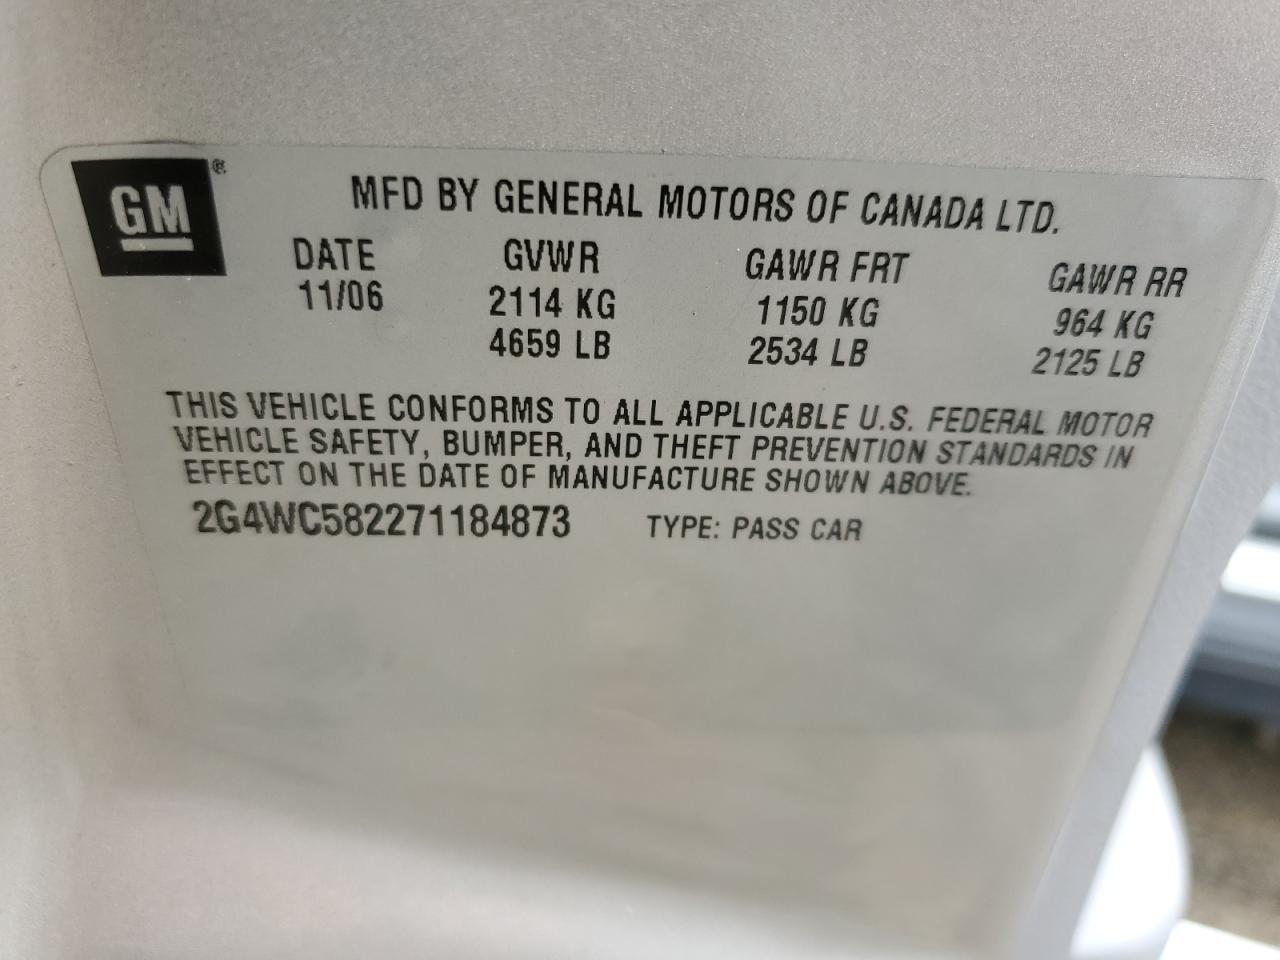 GM®
MFD BY GENERAL MOTORS OF CANADA LTD.
DATE GVWR GAWR FRT GAWR RR
11/06 2114 KG 1150 KG 964 KG
4659 LB 2534 LB 2125 LB
THIS VEHICLE CONFORMS TO ALL APPLICABLE U.S. FEDERAL MOTOR
VEHICLE SAFETY, BUMPER, AND THEFT PREVENTION STANDARDS IN
EFFECT ON THE DATE OF MANUFACTURE SHOWN ABOVE.
2G4WC582271184873 TYPE: PASS CAR